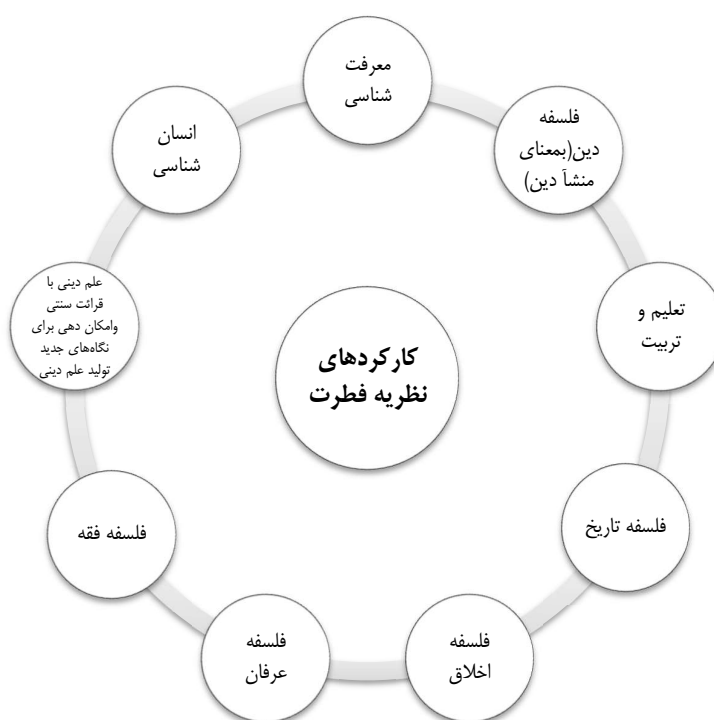 معرفت
شناسی
فلسفه
دین(بمعنای
منشأ دین)
تعلیم و
تربیت
فلسفه تاریخ
فلسفه
اخلاق
فلسفه
عرفان
فلسفه فقه
علم دینی با
قرائت سنتی
وامکان دهی برای
نگاه‌های جدید
تولید علم دینی
انسان
شناسی
کارکردهای
نظریه فطرت